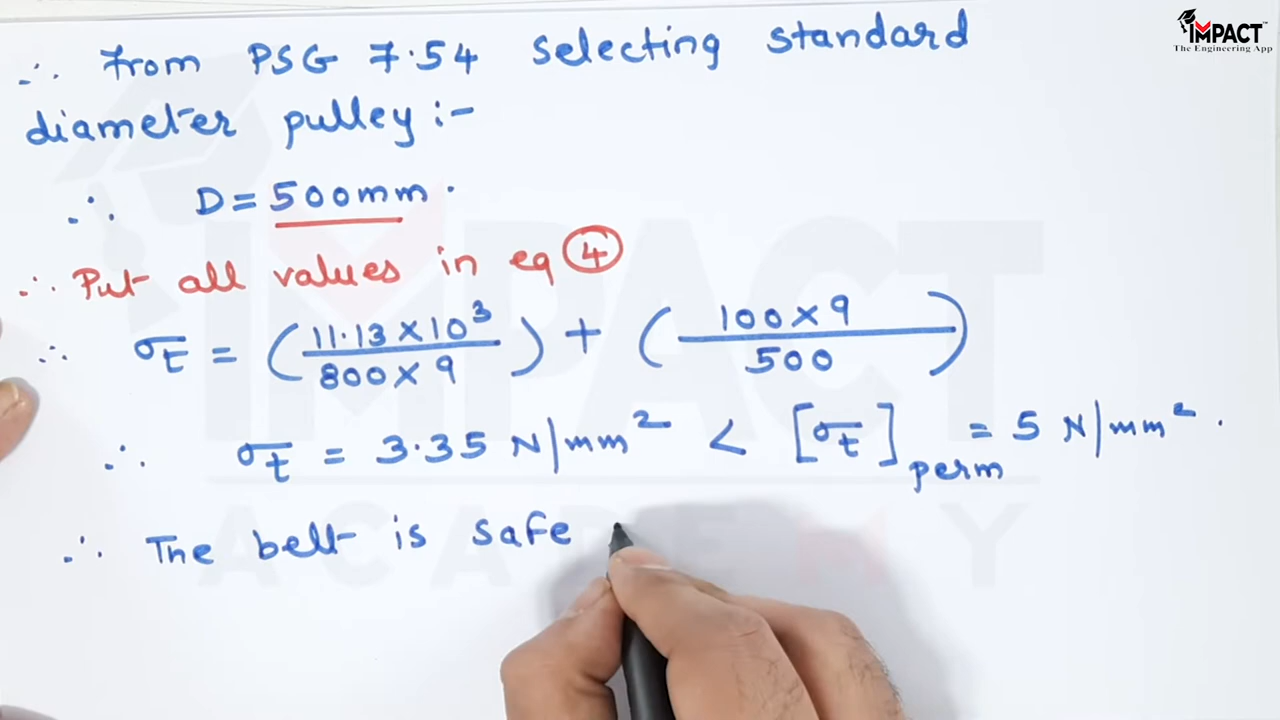 IMPACT
The Engineering App
∴ From PSG 7.54 selecting standard
diameter pulley :-
∴ D = 500mm.
∴ Put all values in eq ④
∴ σt = (11.13 × 10³ / 800 × 9) + (100 × 9 / 500)
∴ σt = 3.35 N/mm² < [σt]perm = 5 N/mm².
∴ The belt is safe
IMPACT
ACADEMY